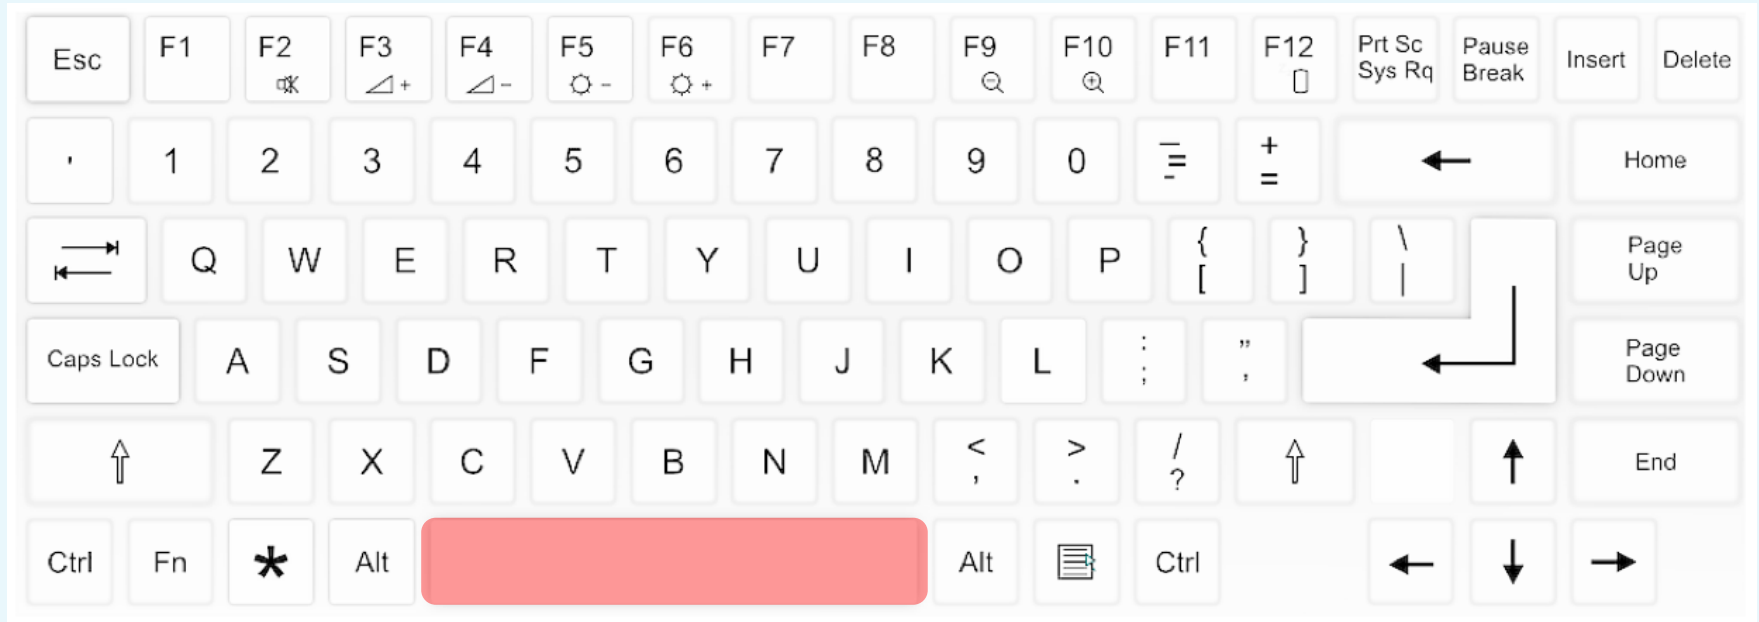 Esc F1 F2 F3 + F4 - F5 - F6 + F7 F8 F9 F10 F11 F12 Prt Sc Sys Rq Pause Break Insert Delete
' 1 2 3 4 5 6 7 8 9 0 _ = - + = ← Home
Q W E R T Y U I O P { [ } ] \ | Page Up
Caps Lock A S D F G H J K L : ; " , Page Down
⇧ Z X C V B N M < , > . / ? ⇧ ↑ End
Ctrl Fn * Alt Alt Ctrl ← ↓ →